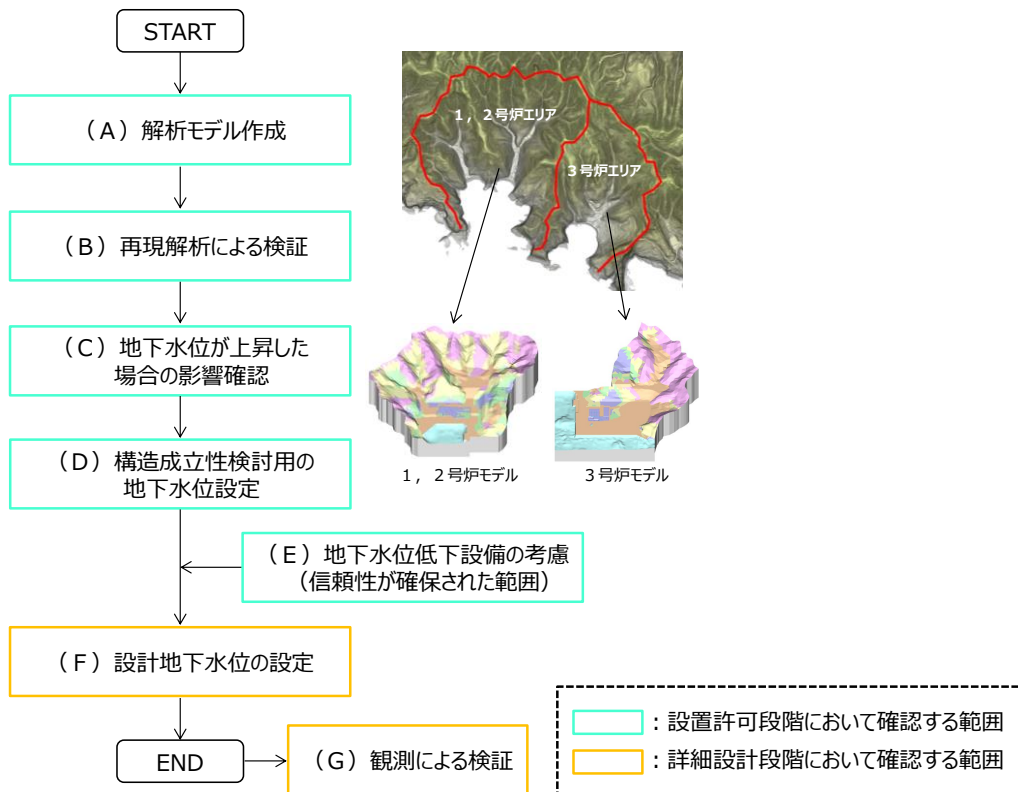 START
（A）解析モデル作成
（B）再現解析による検証
（C）地下水位が上昇した
場合の影響確認
（D）構造成立性検討用の
地下水位設定
（E）地下水位低下設備の考慮
（信頼性が確保された範囲）
（F）設計地下水位の設定
END
（G）観測による検証
１，２号炉エリア
３号炉エリア
１，２号炉モデル
３号炉モデル
：設置許可段階において確認する範囲
：詳細設計段階において確認する範囲